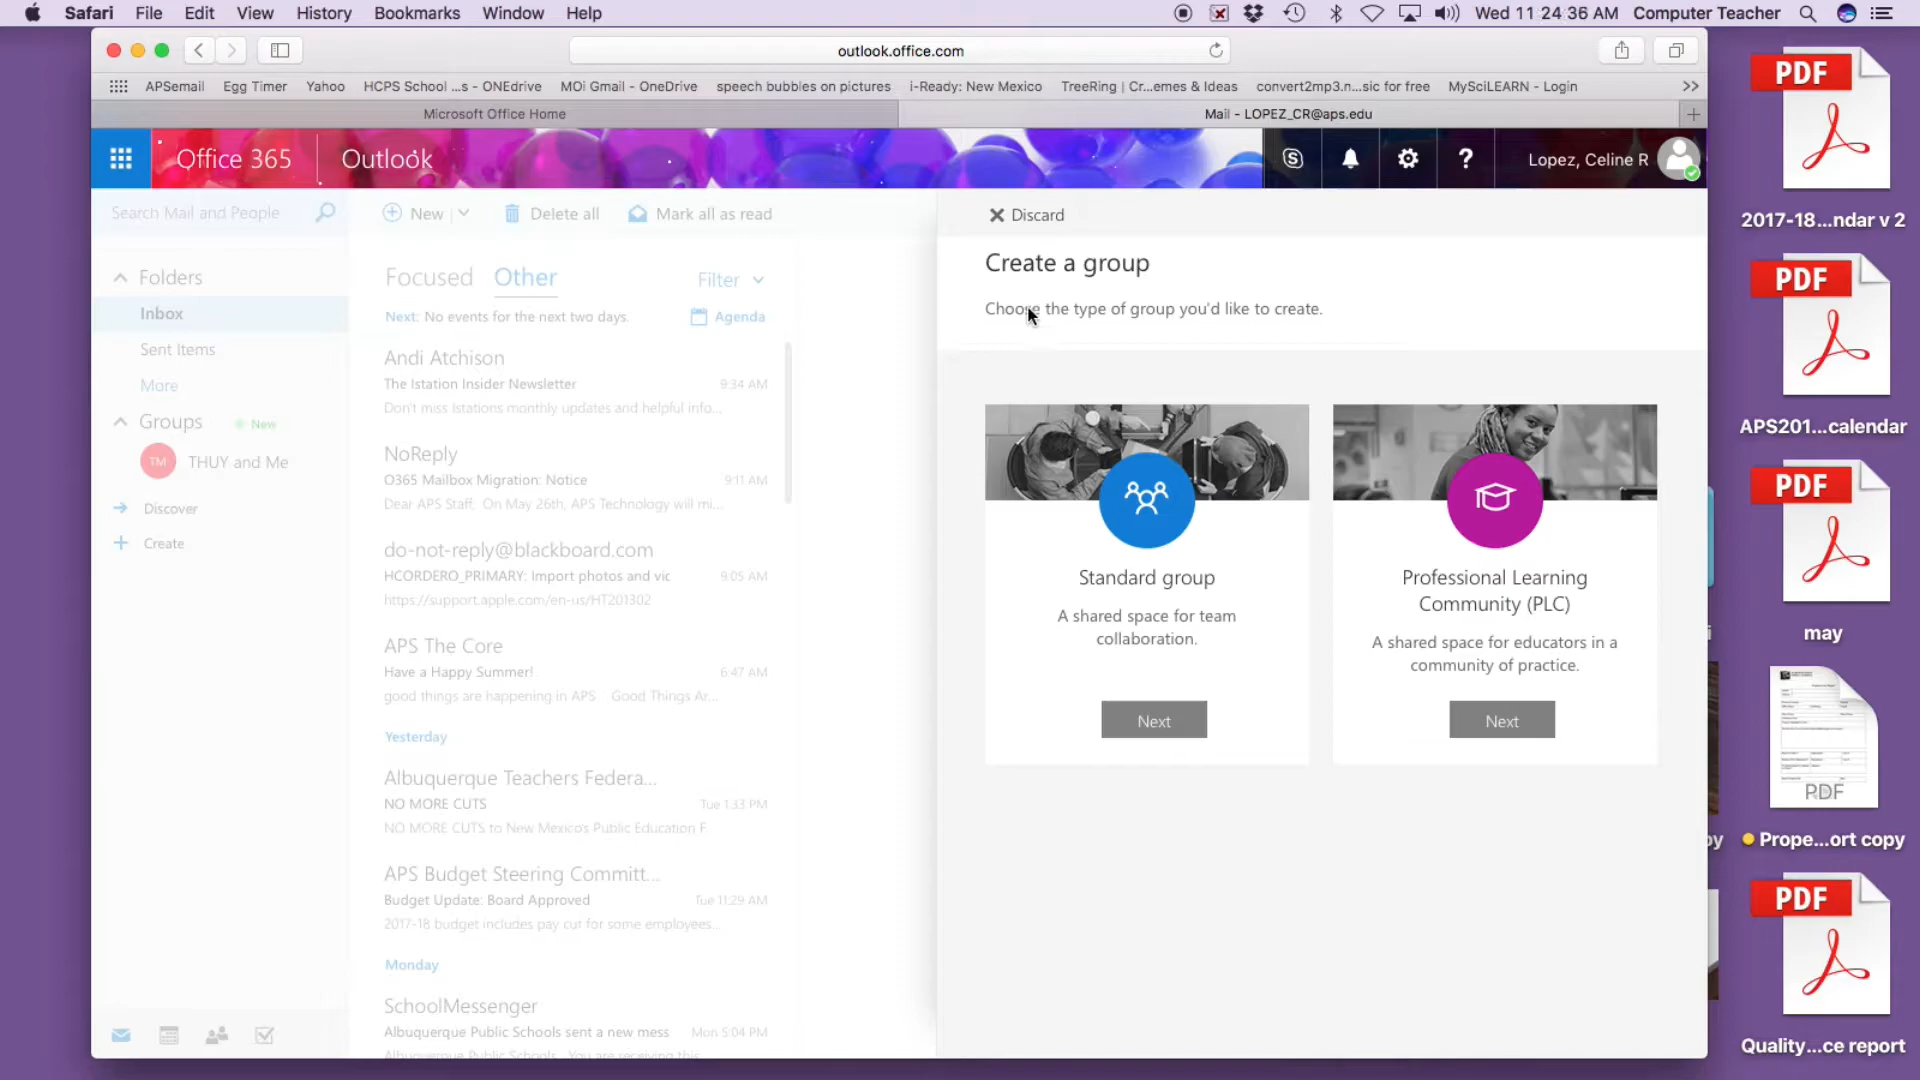 Safari File Edit View History Bookmarks Window Help
Wed 11 24 36 AM Computer Teacher
outlook.office.com
APSemail Egg Timer Yahoo HCPS School ...s - ONEdrive MOi Gmail - OneDrive speech bubbles on pictures i-Ready: New Mexico TreeRing | Cr...emes & Ideas convert2mp3.n...sic for free MySciLEARN - Login
Microsoft Office Home
Mail - LOPEZ_CR@aps.edu
Office 365 Outlook
Lopez, Celine R
Search Mail and People
New Delete all Mark all as read
Folders
Inbox
Sent Items
More
Groups New
TM THUY and Me
Discover
Create
Focused Other Filter
Next: No events for the next two days. Agenda
Andi Atchison
The Istation Insider Newsletter 9:34 AM
Don't miss Istations monthly updates and helpful info...
NoReply
O365 Mailbox Migration: Notice 9:11 AM
Dear APS Staff, On May 26th, APS Technology will mi...
do-not-reply@blackboard.com
HCORDERO_PRIMARY: Import photos and vic 9:05 AM
https://support.apple.com/en-us/HT201302
APS The Core
Have a Happy Summer! 6:47 AM
good things are happening in APS Good Things Ar...
Yesterday
Albuquerque Teachers Federa...
NO MORE CUTS Tue 1:33 PM
NO MORE CUTS to New Mexico's Public Education F
APS Budget Steering Committ...
Budget Update: Board Approved Tue 11:29 AM
2017-18 budget includes pay cut for some employees...
Monday
SchoolMessenger
Albuquerque Public Schools sent a new mess Mon 5:04 PM
Albuquerque Public Schools You are receiving this
Discard
Create a group
Choose the type of group you'd like to create.
Standard group
A shared space for team
collaboration.
Next
Professional Learning
Community (PLC)
A shared space for educators in a
community of practice.
Next
PDF
2017-18...ndar v 2
PDF
APS201...calendar
PDF
may
PDF
Prope...ort copy
PDF
Quality...ce report